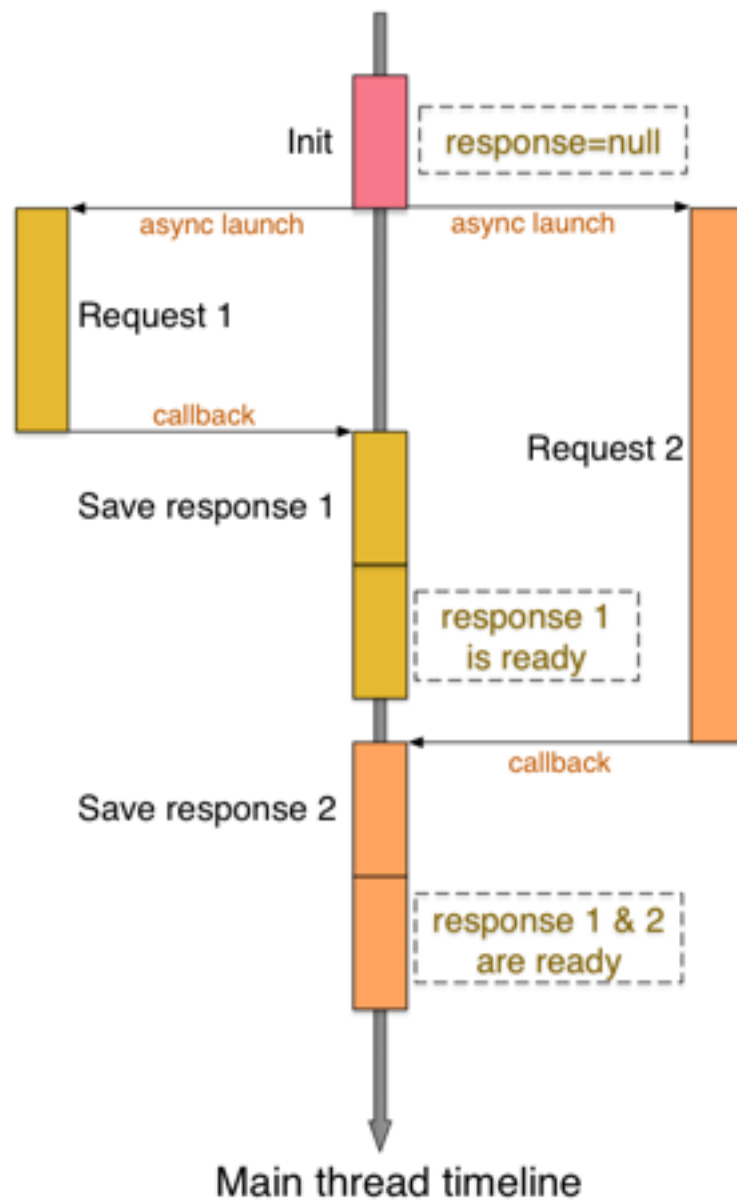 Init
response=null
async launch
async launch
Request 1
callback
Request 2
Save response 1
response 1
is ready
callback
Save response 2
response 1 & 2
are ready
Main thread timeline